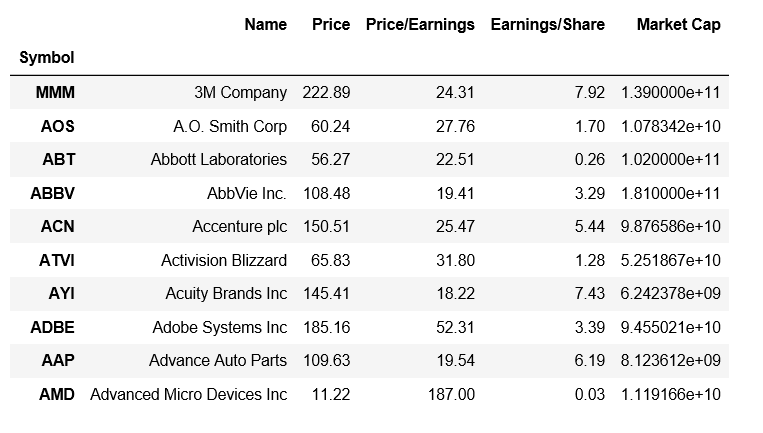 Name Price Price/Earnings Earnings/Share Market Cap
Symbol
MMM 3M Company 222.89 24.31 7.92 1.390000e+11
AOS A.O. Smith Corp 60.24 27.76 1.70 1.078342e+10
ABT Abbott Laboratories 56.27 22.51 0.26 1.020000e+11
ABBV AbbVie Inc. 108.48 19.41 3.29 1.810000e+11
ACN Accenture plc 150.51 25.47 5.44 9.876586e+10
ATVI Activision Blizzard 65.83 31.80 1.28 5.251867e+10
AYI Acuity Brands Inc 145.41 18.22 7.43 6.242378e+09
ADBE Adobe Systems Inc 185.16 52.31 3.39 9.455021e+10
AAP Advance Auto Parts 109.63 19.54 6.19 8.123612e+09
AMD Advanced Micro Devices Inc 11.22 187.00 0.03 1.119166e+10